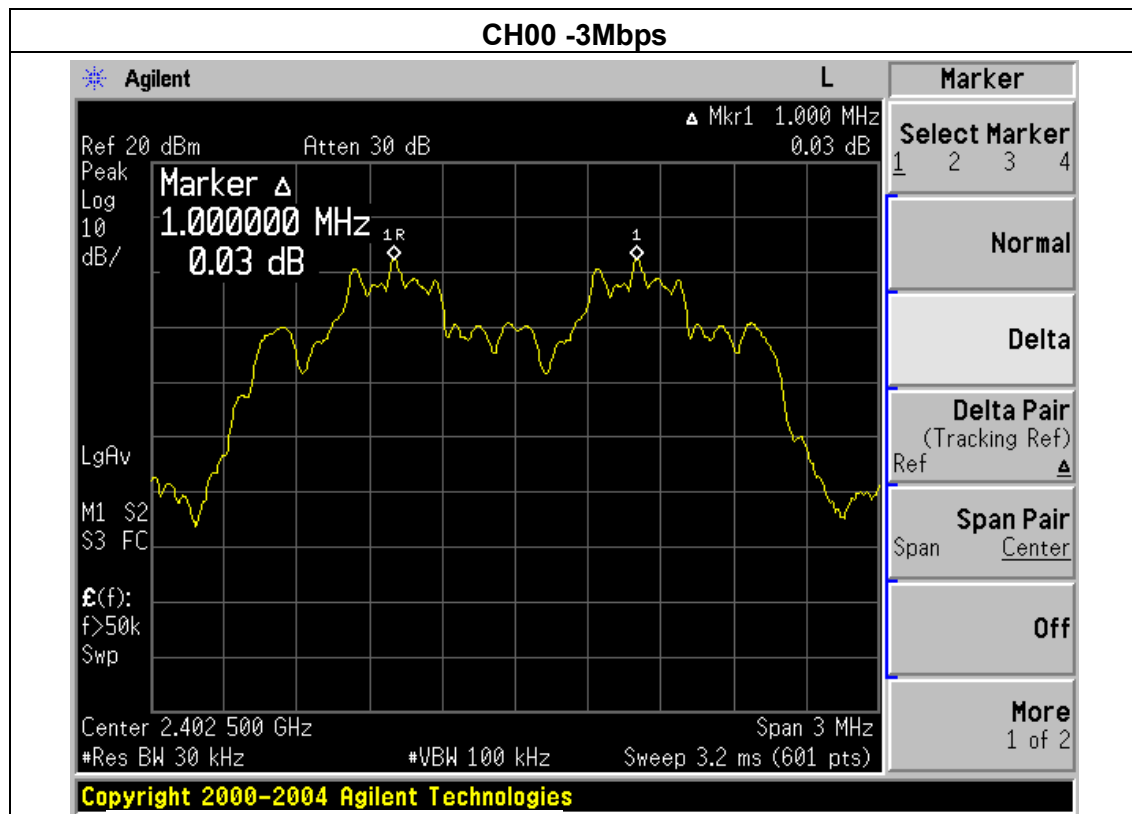 CH00 -3Mbps
Agilent L Marker
Δ Mkr1 1.000 MHz
Ref 20 dBm Atten 30 dB 0.03 dB
Peak
Log
10
dB/
Marker Δ
1.000000 MHz
0.03 dB
1R
1
LgAv
M1 S2
S3 FC
£(f):
f>50k
Swp
Center 2.402 500 GHz Span 3 MHz
#Res BW 30 kHz #VBW 100 kHz Sweep 3.2 ms (601 pts)
Select Marker
1 2 3 4
Normal
Delta
Delta Pair
(Tracking Ref)
Ref Δ
Span Pair
Span Center
Off
More
1 of 2
Copyright 2000-2004 Agilent Technologies